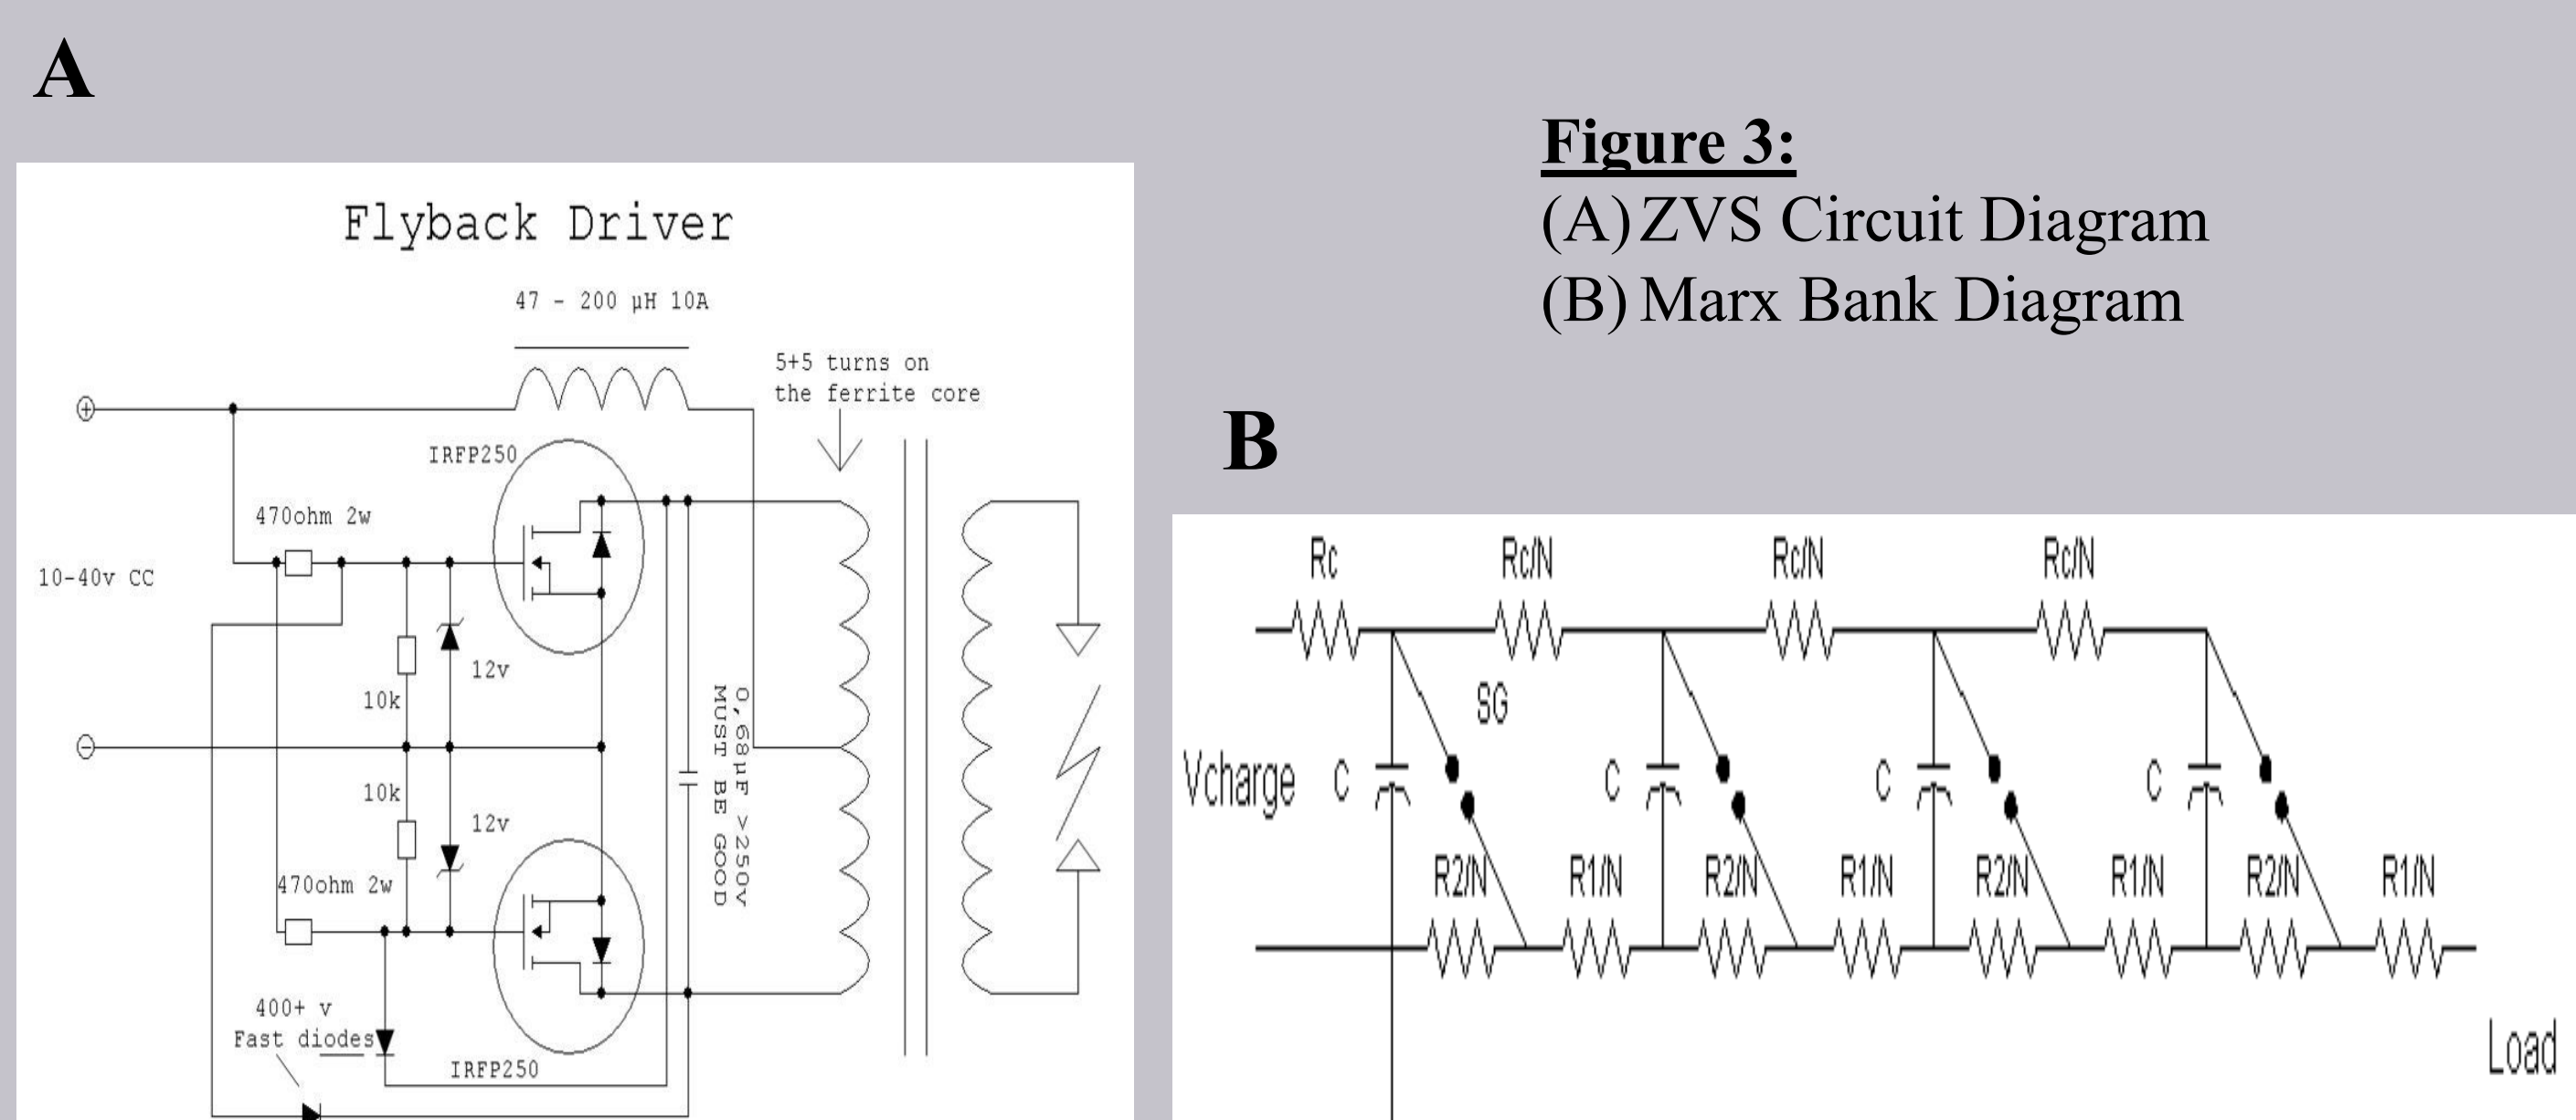 A
Figure 3:
(A) ZVS Circuit Diagram
(B) Marx Bank Diagram
Flyback Driver
47 - 200 µH 10A
5+5 turns on
the ferrite core
IRFP250
470ohm 2w
10-40v CC
12v
10k
10k
12v
470ohm 2w
0,68µF >250V
MUST BE GOOD
400+ v
Fast diodes
IRFP250
B
Rc Rc/N Rc/N Rc/N
SG
Vcharge C C C C
R2/N R1/N R2/N R1/N R2/N R1/N R2/N R1/N
Load